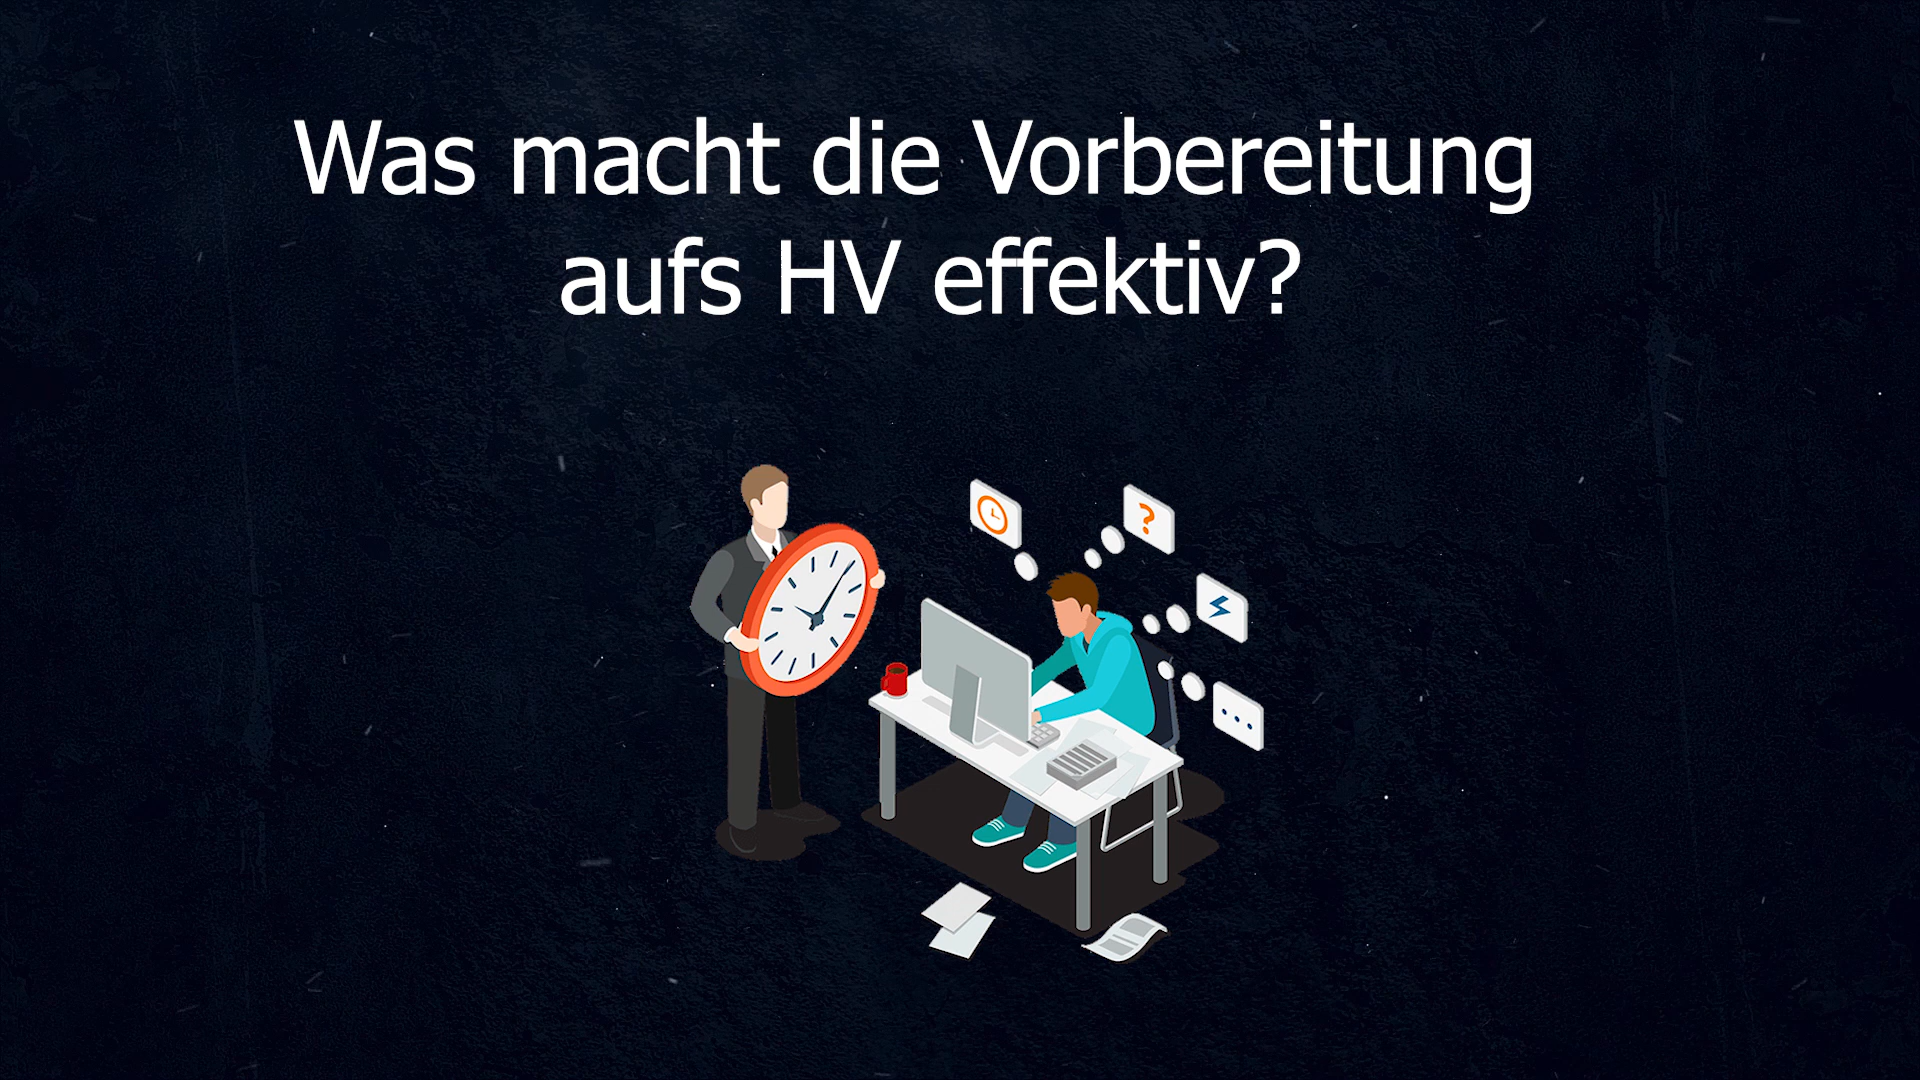 Was macht die Vorbereitung
aufs HV effektiv?